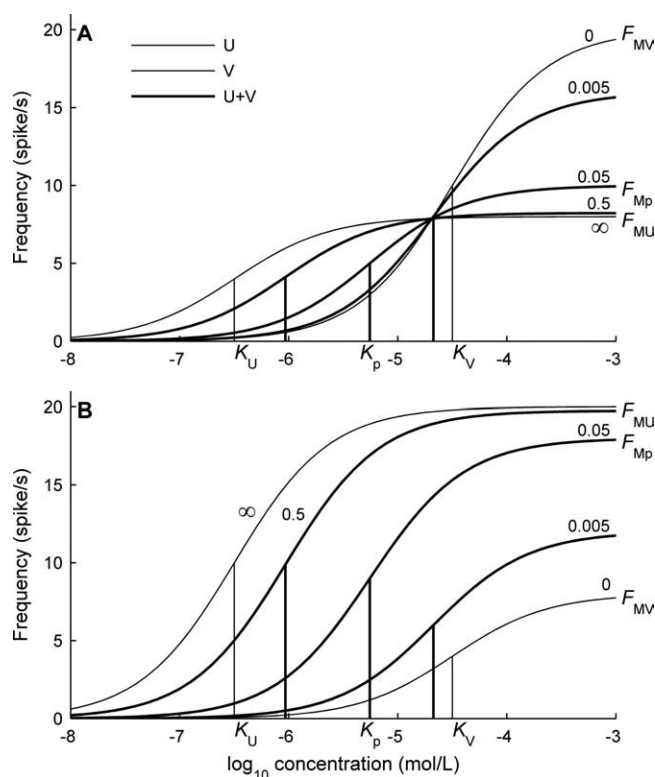 A
20
15
10
5
0
Frequency (spike/s)
U
V
U+V
0
F_MV
0.005
0.05
F_Mp
0.5
F_MU
∞
-8
-7
-6
-5
-4
-3
K_U
K_p
K_V
B
20
15
10
5
0
Frequency (spike/s)
∞
0.5
F_MU
0.05
F_Mp
0.005
0
F_MV
-8
-7
-6
-5
-4
-3
K_U
K_p
K_V
log10 concentration (mol/L)